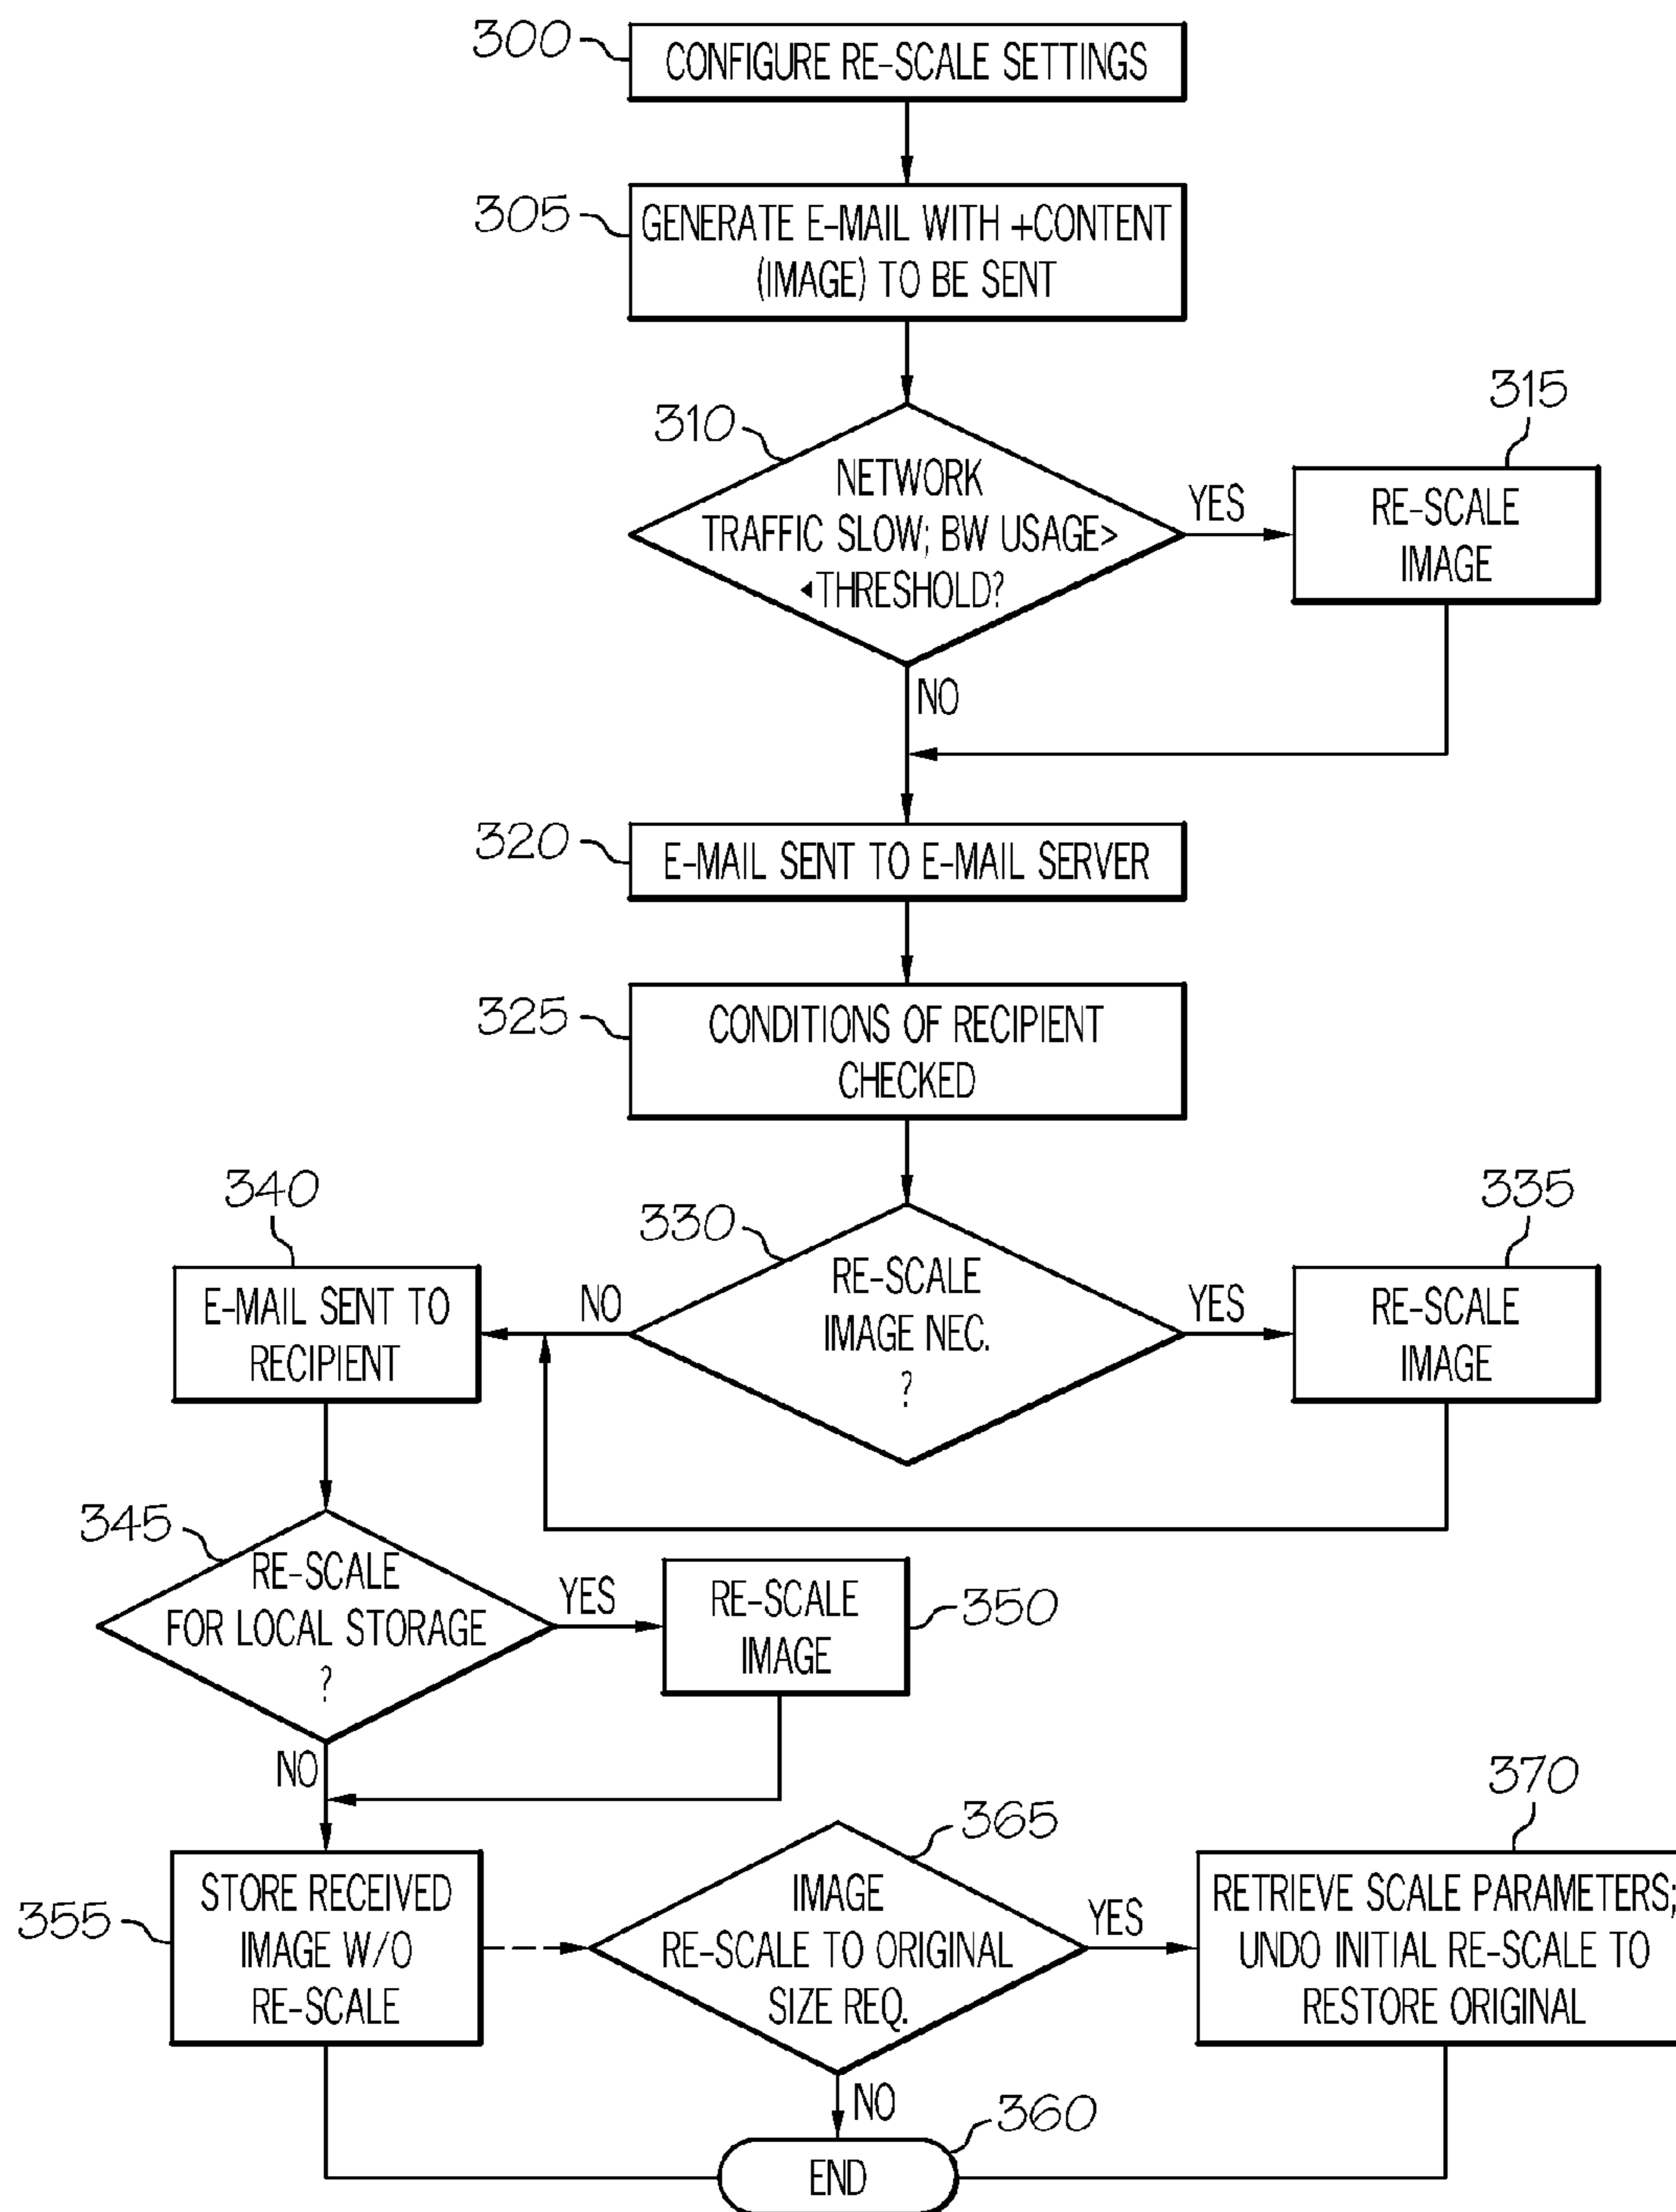 300
CONFIGURE RE-SCALE SETTINGS
305
GENERATE E-MAIL WITH +CONTENT
(IMAGE) TO BE SENT
310
NETWORK
TRAFFIC SLOW; BW USAGE>
◂THRESHOLD?
YES
315
RE-SCALE
IMAGE
NO
320
E-MAIL SENT TO E-MAIL SERVER
325
CONDITIONS OF RECIPIENT
CHECKED
330
RE-SCALE
IMAGE NEC.
?
YES
335
RE-SCALE
IMAGE
NO
340
E-MAIL SENT TO
RECIPIENT
345
RE-SCALE
FOR LOCAL STORAGE
?
YES
RE-SCALE
IMAGE
350
NO
355
STORE RECEIVED
IMAGE W/O
RE-SCALE
365
IMAGE
RE-SCALE TO ORIGINAL
SIZE REQ.
YES
370
RETRIEVE SCALE PARAMETERS;
UNDO INITIAL RE-SCALE TO
RESTORE ORIGINAL
NO
360
END